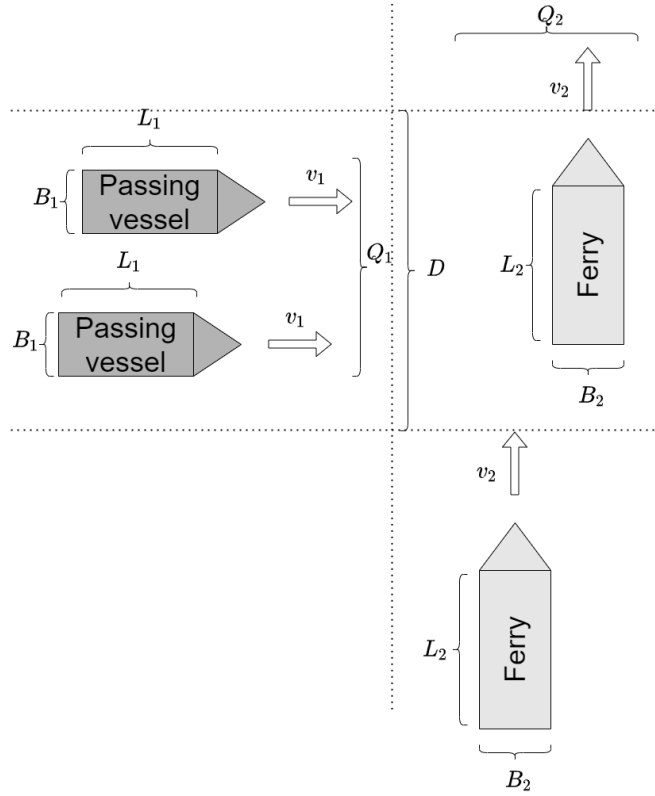 Q₂
v₂
L₁
Passing
vessel
B₁
v₁
Q₁
D
L₂
Ferry
B₂
L₁
Passing
vessel
B₁
v₁
v₂
L₂
Ferry
B₂